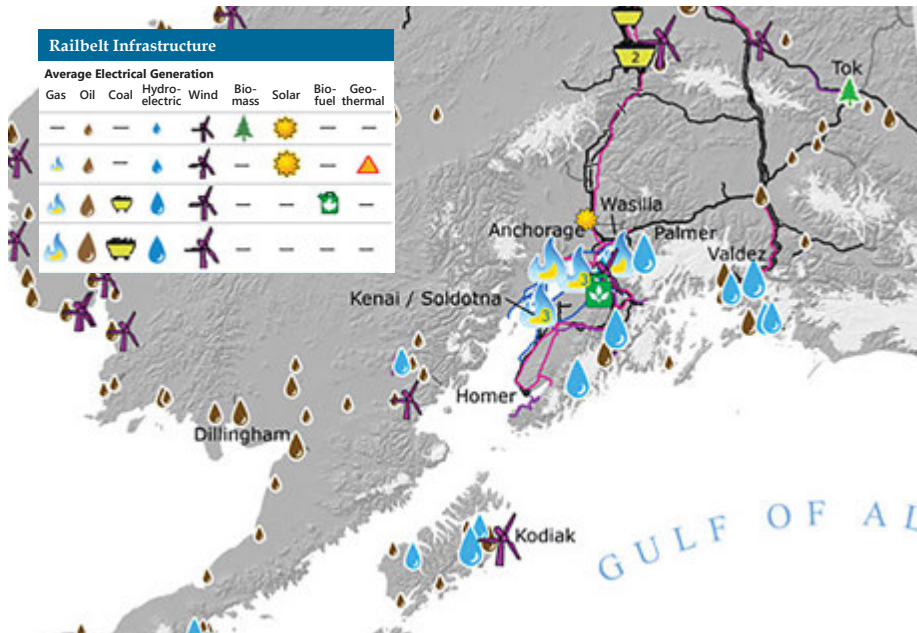 Railbelt Infrastructure
Average Electrical Generation
Gas Oil Coal Hydro-electric Wind Bio-mass Solar Bio-fuel Geo-thermal
2
Tok
Wasilla
Anchorage
Palmer
Valdez
3
Kenai / Soldotna
3
Homer
Dillingham
Kodiak
GULF OF AL